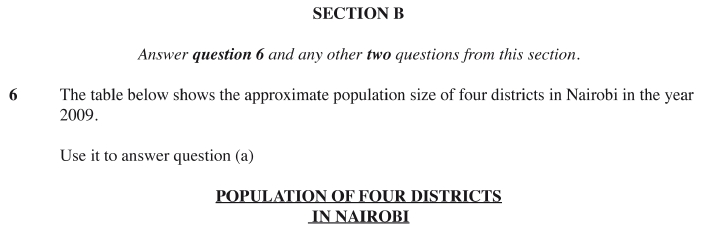 SECTION B
Answer question 6 and any other two questions from this section.
6 The table below shows the approximate population size of four districts in Nairobi in the year
2009.
Use it to answer question (a)
POPULATION OF FOUR DISTRICTS
IN NAIROBI